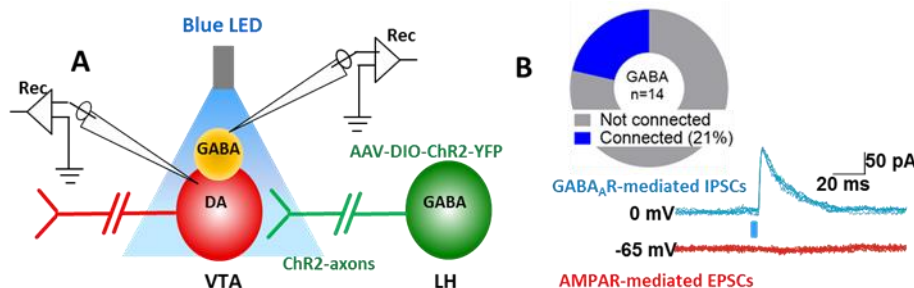 Blue LED
Rec
A
Rec
GABA
DA
AAV-DIO-ChR2-YFP
GABA
ChR2-axons
VTA
LH
B
GABA
n=14
Not connected
Connected (21%)
50 pA
20 ms
GABA_AR-mediated IPSCs
0 mV
-65 mV
AMPAR-mediated EPSCs